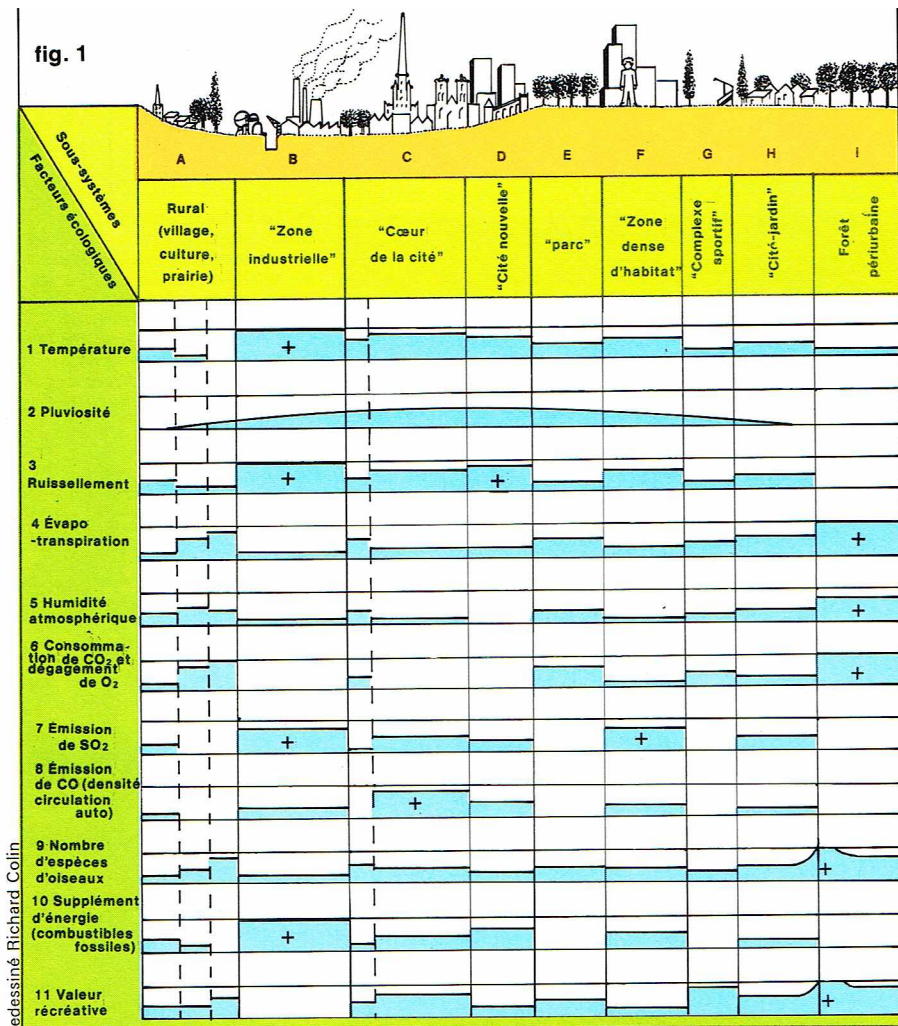 fig. 1
Sous-systèmes
Facteurs écologiques
A
B
C
D
E
F
G
H
I
Rural
(village,
culture,
prairie)
"Zone
industrielle"
"Cœur
de la cité"
"Cité nouvelle"
"parc"
"Zone
dense
d'habitat"
"Complexe
sportif"
"Cité-jardin"
Forêt
périurbaine
1 Température
+
2 Pluviosité
3
Ruissellement
+
+
4 Évapo
-transpiration
+
5 Humidité
atmosphérique
+
6 Consomma-
tion de CO₂ et
dégagement
de O₂
+
7 Émission
de SO₂
+
+
8 Émission
de CO (densité
circulation
auto)
+
9 Nombre
d'espèces
d'oiseaux
+
10 Supplément
d'énergie
(combustibles
fossiles)
+
11 Valeur
récréative
+
edessiné Richard Colin